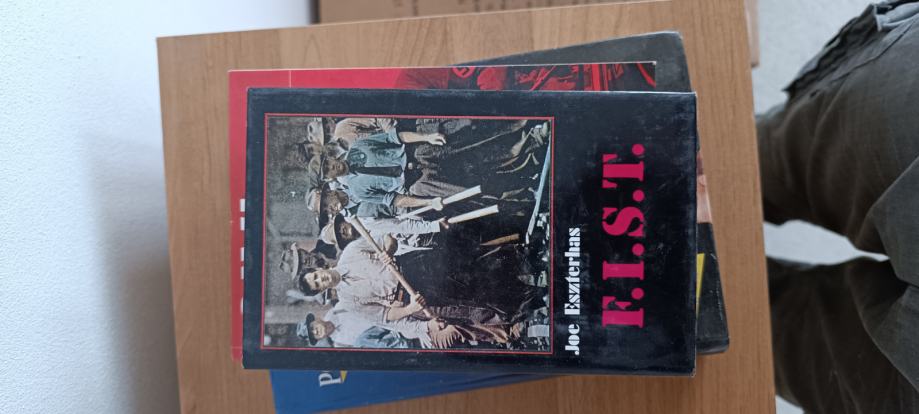 Joe Eszterhas
F.I.S.T.